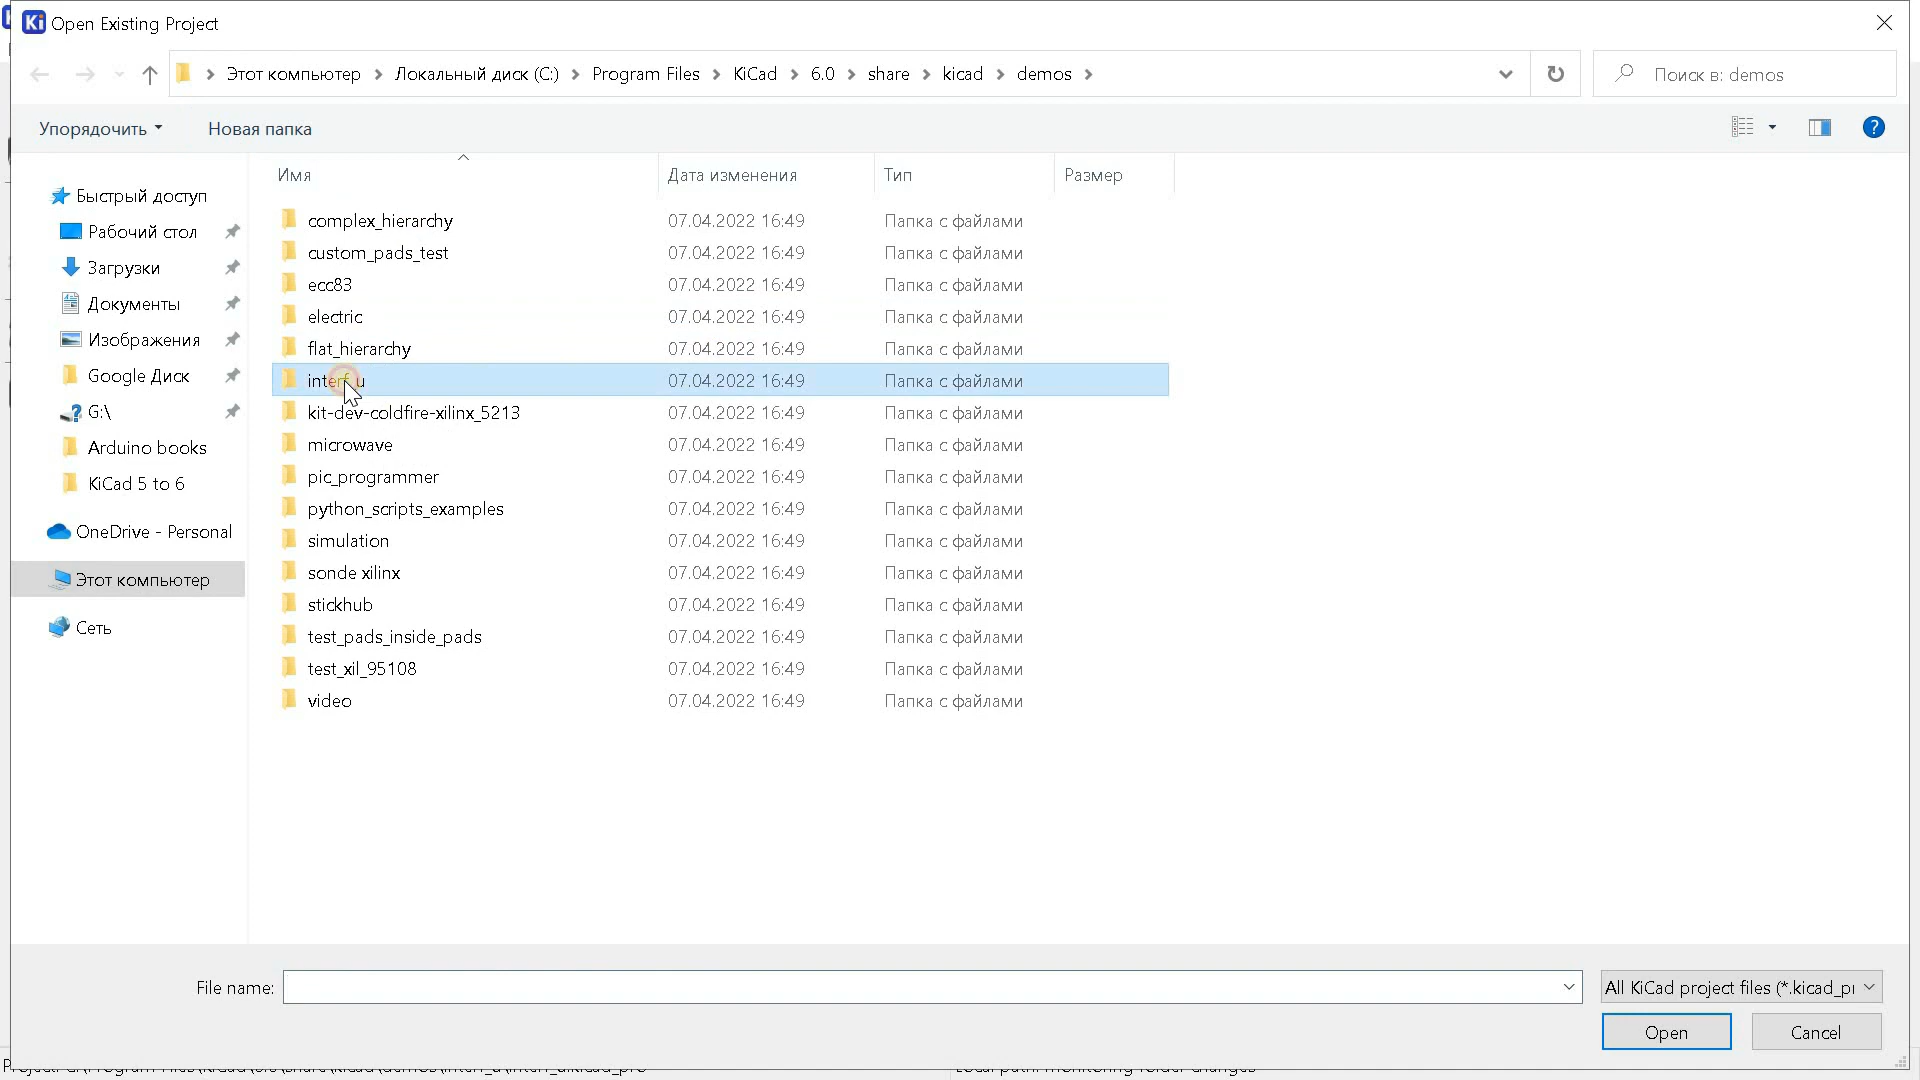 Open Existing Project
Этот компьютер Локальный диск (C:) Program Files KiCad 6.0 share kicad demos
Поиск в: demos
Упорядочить Новая папка
Имя Дата изменения Тип Размер
Быстрый доступ
Рабочий стол
Загрузки
Документы
Изображения
Google Диск
G:\
Arduino books
KiCad 5 to 6
OneDrive - Personal
Этот компьютер
Сеть
complex_hierarchy 07.04.2022 16:49 Папка с файлами
custom_pads_test 07.04.2022 16:49 Папка с файлами
ecc83 07.04.2022 16:49 Папка с файлами
electric 07.04.2022 16:49 Папка с файлами
flat_hierarchy 07.04.2022 16:49 Папка с файлами
interf_u 07.04.2022 16:49 Папка с файлами
kit-dev-coldfire-xilinx_5213 07.04.2022 16:49 Папка с файлами
microwave 07.04.2022 16:49 Папка с файлами
pic_programmer 07.04.2022 16:49 Папка с файлами
python_scripts_examples 07.04.2022 16:49 Папка с файлами
simulation 07.04.2022 16:49 Папка с файлами
sonde xilinx 07.04.2022 16:49 Папка с файлами
stickhub 07.04.2022 16:49 Папка с файлами
test_pads_inside_pads 07.04.2022 16:49 Папка с файлами
test_xil_95108 07.04.2022 16:49 Папка с файлами
video 07.04.2022 16:49 Папка с файлами
File name:
All KiCad project files (*.kicad_pr
Open Cancel